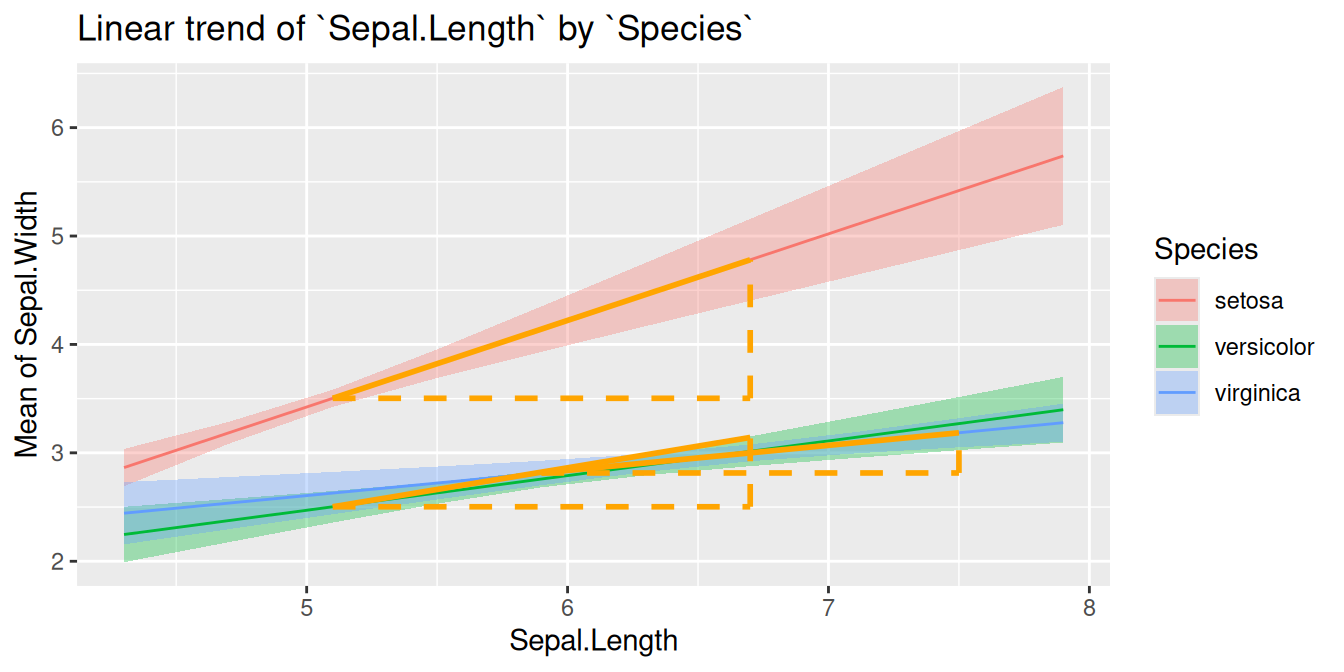 Linear trend of `Sepal.Length` by `Species`
Mean of Sepal.Width
6
5
4
3
2
5
6
7
8
Sepal.Length
Species
setosa
versicolor
virginica